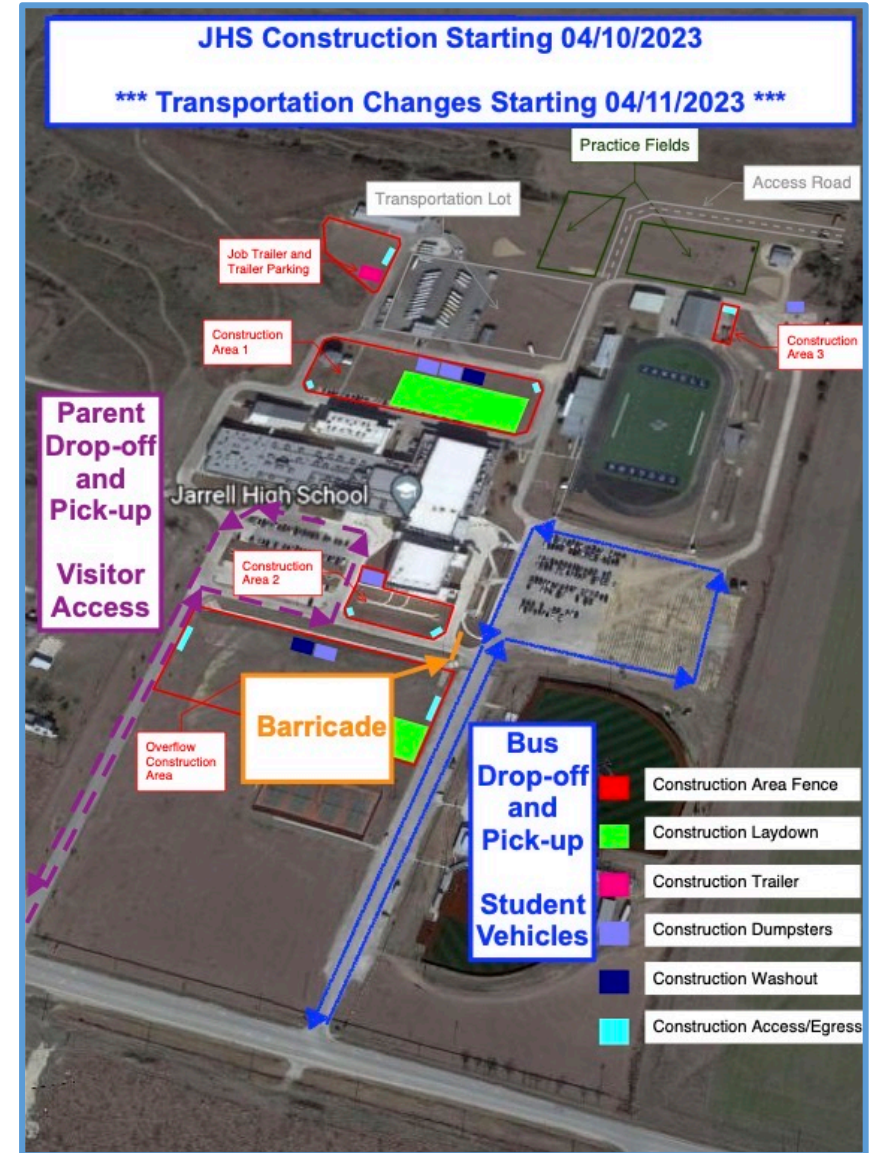 JHS Construction Starting 04/10/2023
*** Transportation Changes Starting 04/11/2023 ***
Practice Fields
Access Road
Transportation Lot
Job Trailer and
Trailer Parking
Construction
Area 1
Construction
Area 3
JARRELL
COUGARS
Parent
Drop-off
and
Pick-up
Visitor
Access
Jarrell High School
Construction
Area 2
Barricade
Overflow
Construction
Area
Bus
Drop-off
and
Pick-up
Student
Vehicles
Construction Area Fence
Construction Laydown
Construction Trailer
Construction Dumpsters
Construction Washout
Construction Access/Egress